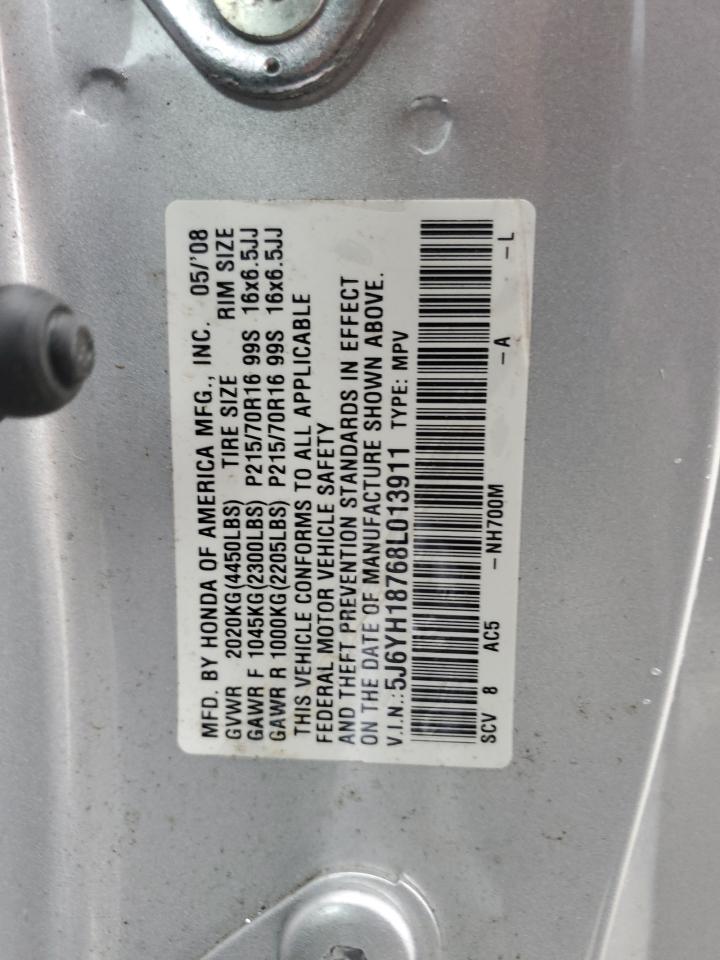 MFD. BY HONDA OF AMERICA MFG., INC. 05/'08
GVWR 2020KG(4450LBS) TIRE SIZE RIM SIZE
GAWR F 1045KG(2300LBS) P215/70R16 99S 16x6.5JJ
GAWR R 1000KG(2205LBS) P215/70R16 99S 16x6.5JJ
THIS VEHICLE CONFORMS TO ALL APPLICABLE
FEDERAL MOTOR VEHICLE SAFETY
AND THEFT PREVENTION STANDARDS IN EFFECT
ON THE DATE OF MANUFACTURE SHOWN ABOVE.
V.I.N.:5J6YH18768L013911 TYPE: MPV
SCV 8 AC5 -NH700M -A -L